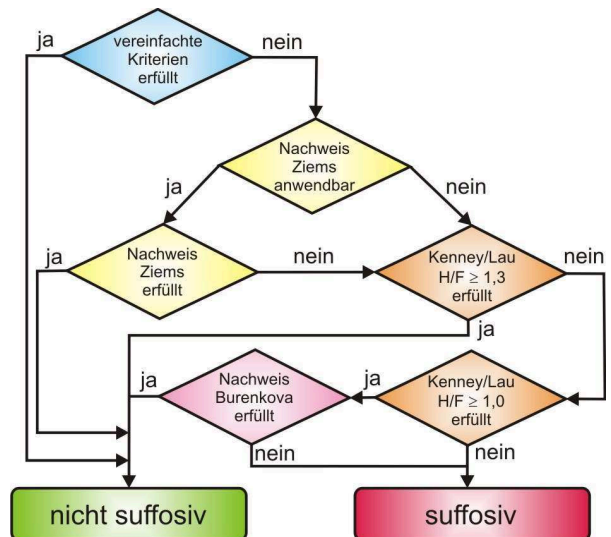 ja
vereinfachte
Kriterien
erfüllt
nein
Nachweis
Ziems
anwendbar
ja
nein
ja
Nachweis
Ziems
erfüllt
nein
Kenney/Lau
H/F ≥ 1,3
erfüllt
nein
ja
ja
Nachweis
Burenkova
erfüllt
ja
Kenney/Lau
H/F ≥ 1,0
erfüllt
nein
nein
nicht suffosiv
suffosiv